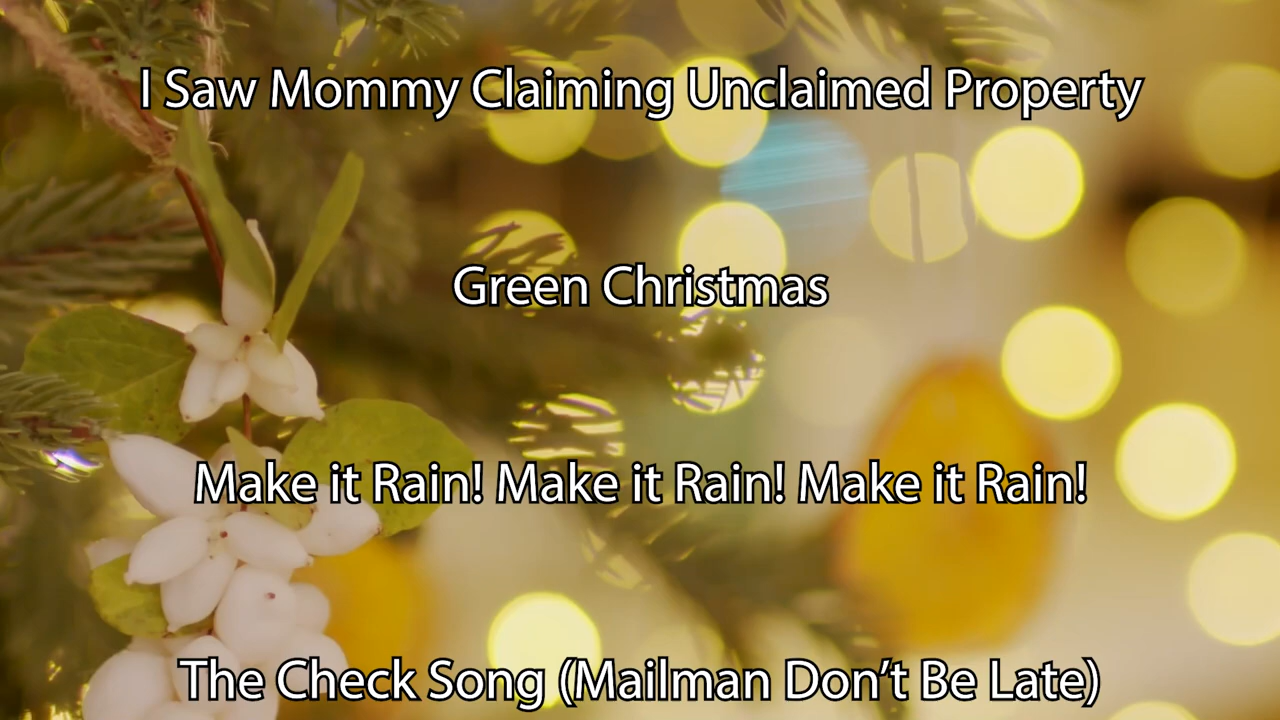 I Saw Mommy Claiming Unclaimed Property
Green Christmas
Make it Rain! Make it Rain! Make it Rain!
The Check Song (Mailman Don’t Be Late)